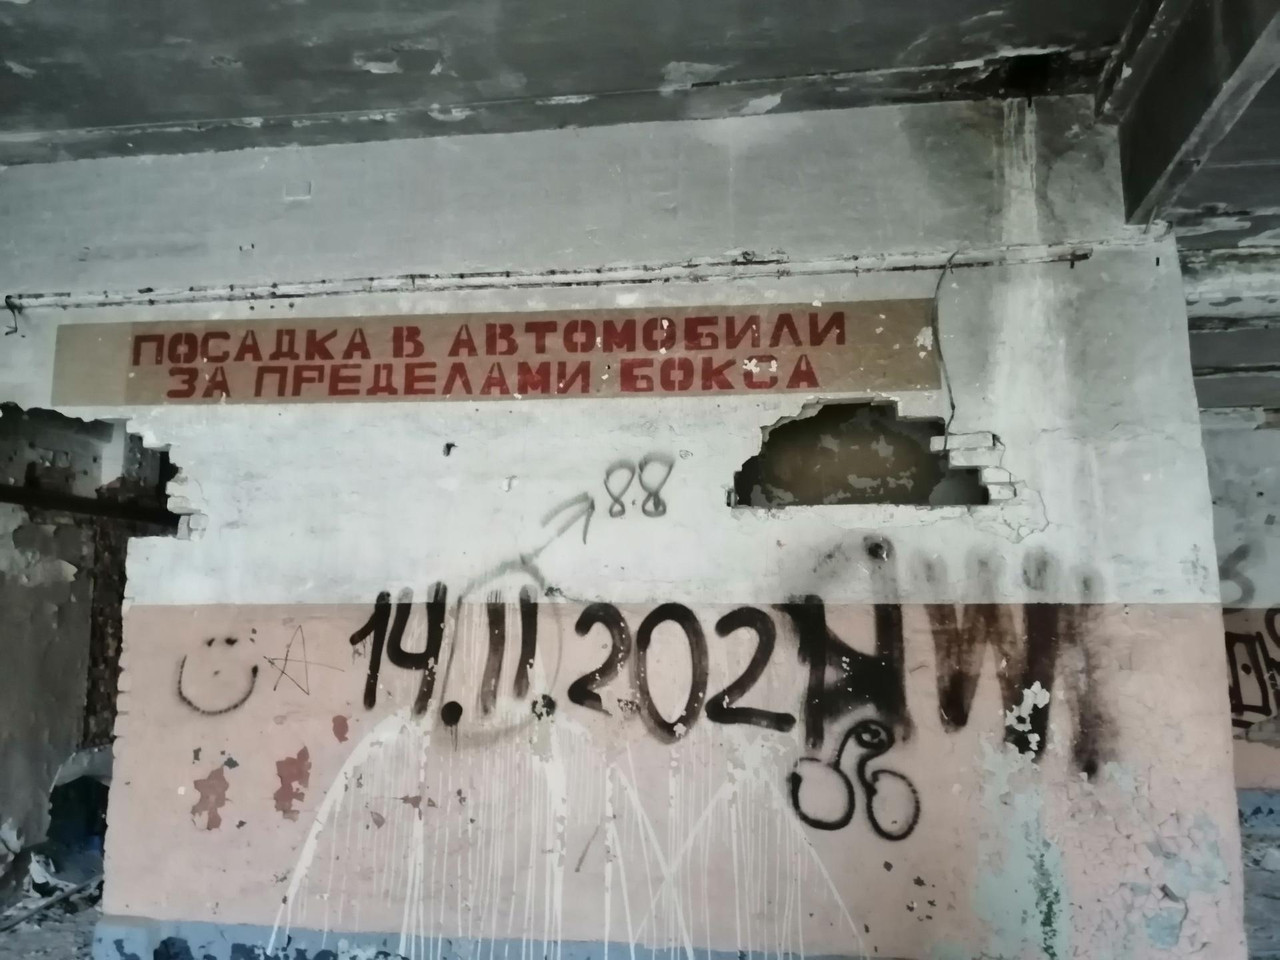 ПОСАДКА В АВТОМОБИЛИ
ЗА ПРЕДЕЛАМИ БОКСА
88
14.11.202